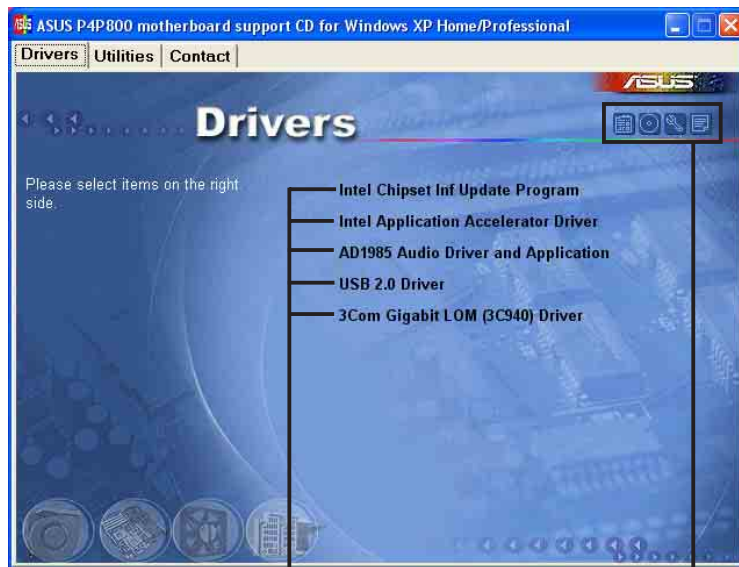 ASUS P4P800 motherboard support CD for Windows XP Home/Professional
Drivers Utilities Contact
ASUS
Drivers
Please select items on the right
side.
Intel Chipset Inf Update Program
Intel Application Accelerator Driver
AD1985 Audio Driver and Application
USB 2.0 Driver
3Com Gigabit LOM (3C940) Driver